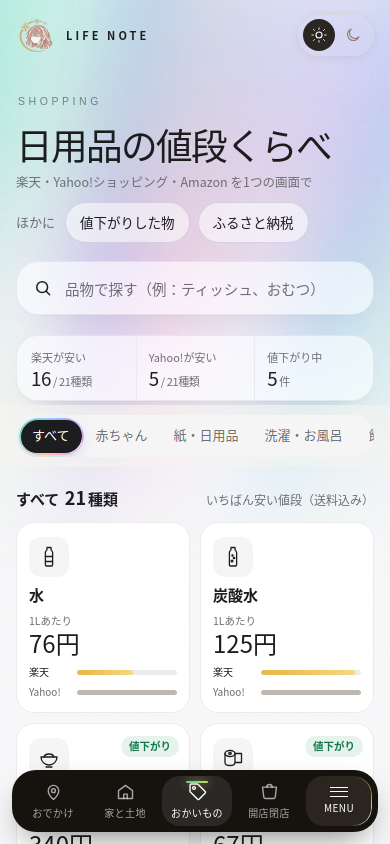 LIFE NOTE
SHOPPING
日用品の値段くらべ
楽天・Yahoo!ショッピング・Amazon を1つの画面で
ほかに 値下がりした物 ふるさと納税
品物で探す（例：ティッシュ、おむつ）
楽天が安い Yahoo!が安い 値下がり中
16 / 21種類 5 / 21種類 5 件
すべて 赤ちゃん 紙・日用品 洗濯・お風呂
すべて 21種類 いちばん安い値段（送料込み）
水 炭酸水
1Lあたり 1Lあたり
76円 125円
楽天 楽天
Yahoo! Yahoo!
値下がり 値下がり
おでかけ 家と土地 おかいもの 開店閉店 MENU